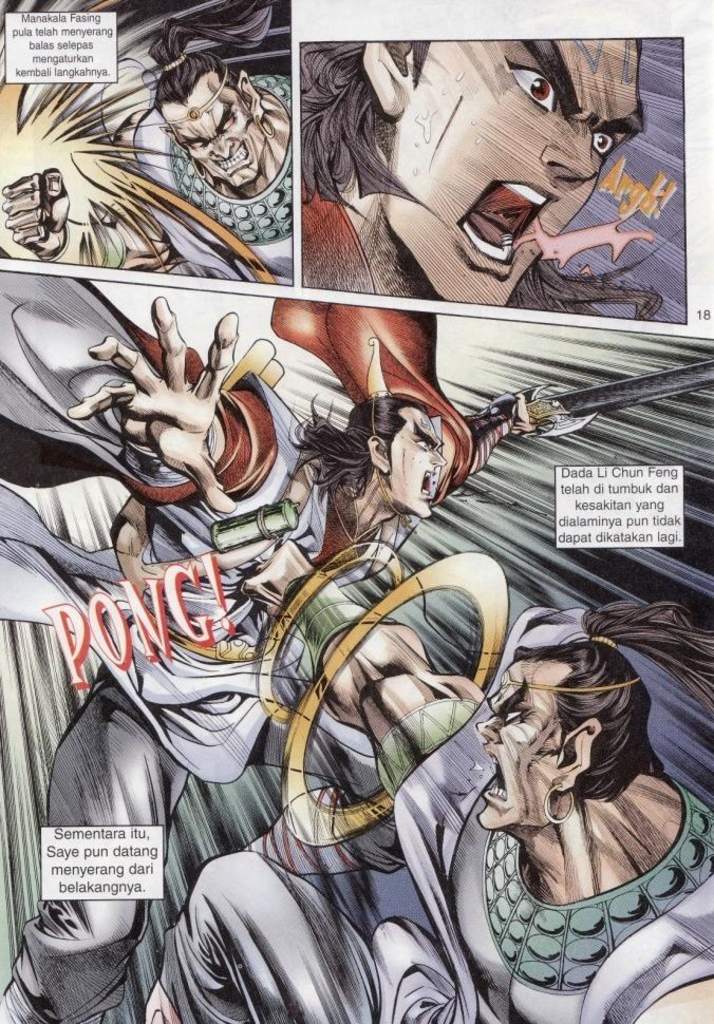 Manakala Fasing
pula telah menyerang
balas selepas
mengaturkan
kembali langkahnya.
Argh!
18
Dada Li Chun Feng
telah di tumbuk dan
kesakitan yang
dialaminya pun tidak
dapat dikatakan lagi.
PONG!
Sementara itu,
Saye pun datang
menyerang dari
belakangnya.